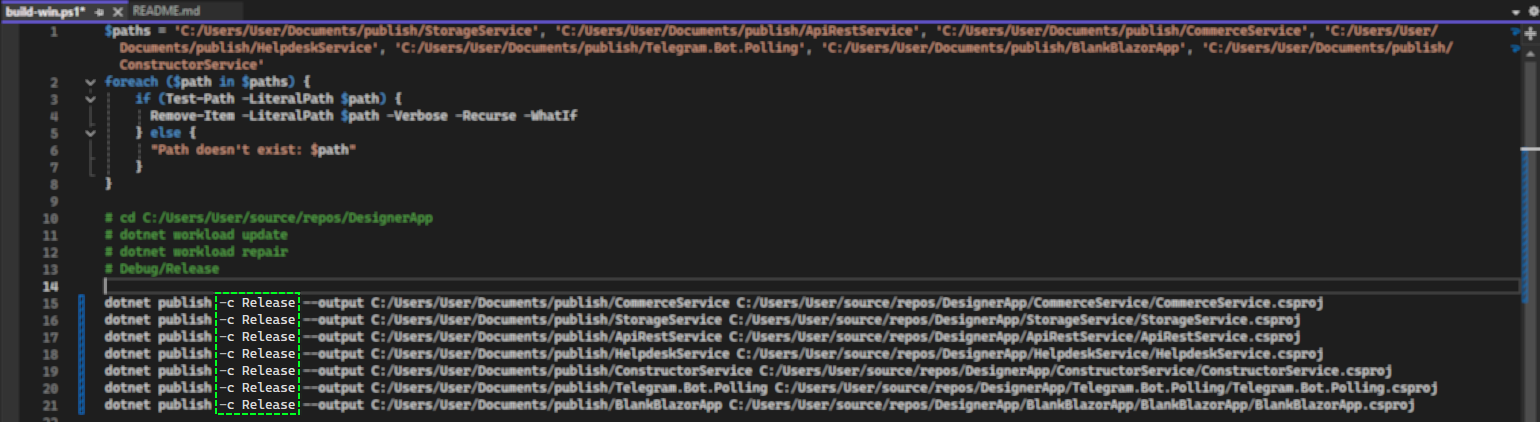 build-win.ps1* README.md
1 $paths = 'C:/Users/User/Documents/publish/StorageService', 'C:/Users/User/Documents/publish/ApiRestService', 'C:/Users/User/Documents/publish/CommerceService', 'C:/Users/User/
Documents/publish/HelpdeskService', 'C:/Users/User/Documents/publish/Telegram.Bot.Polling', 'C:/Users/User/Documents/publish/BlankBlazorApp', 'C:/Users/User/Documents/publish/
ConstructorService'
2 foreach ($path in $paths) {
3 if (Test-Path -LiteralPath $path) {
4 Remove-Item -LiteralPath $path -Verbose -Recurse -WhatIf
5 } else {
6 "Path doesn't exist: $path"
7 }
8 }
9
10 # cd C:/Users/User/source/repos/DesignerApp
11 # dotnet workload update
12 # dotnet workload repair
13 # Debug/Release
14
15 dotnet publish -c Release --output C:/Users/User/Documents/publish/CommerceService C:/Users/User/source/repos/DesignerApp/CommerceService/CommerceService.csproj
16 dotnet publish -c Release --output C:/Users/User/Documents/publish/StorageService C:/Users/User/source/repos/DesignerApp/StorageService/StorageService.csproj
17 dotnet publish -c Release --output C:/Users/User/Documents/publish/ApiRestService C:/Users/User/source/repos/DesignerApp/ApiRestService/ApiRestService.csproj
18 dotnet publish -c Release --output C:/Users/User/Documents/publish/HelpdeskService C:/Users/User/source/repos/DesignerApp/HelpdeskService/HelpdeskService.csproj
19 dotnet publish -c Release --output C:/Users/User/Documents/publish/ConstructorService C:/Users/User/source/repos/DesignerApp/ConstructorService/ConstructorService.csproj
20 dotnet publish -c Release --output C:/Users/User/Documents/publish/Telegram.Bot.Polling C:/Users/User/source/repos/DesignerApp/Telegram.Bot.Polling/Telegram.Bot.Polling.csproj
21 dotnet publish -c Release --output C:/Users/User/Documents/publish/BlankBlazorApp C:/Users/User/source/repos/DesignerApp/BlankBlazorApp/BlankBlazorApp/BlankBlazorApp.csproj
22